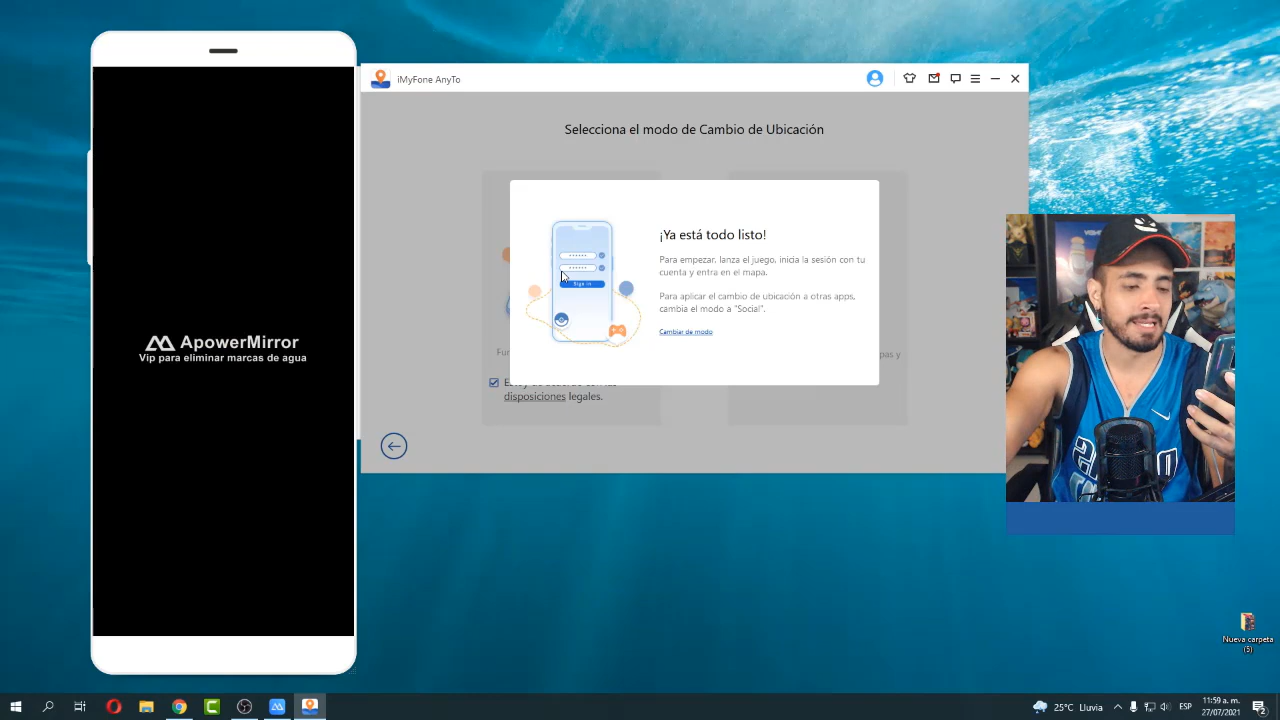 iMyFone AnyTo
Selecciona el modo de Cambio de Ubicación
¡Ya está todo listo!
Para empezar, lanza el juego, inicia la sesión con tu
cuenta y entra en el mapa.
Para aplicar el cambio de ubicación a otras apps,
cambia el modo a "Social".
Cambiar de modo
Sign in
disposiciones legales.
ApowerMirror
Vip para eliminar marcas de agua
Nueva carpeta
(5)
25°C Lluvia
ESP
11:59 a. m.
27/07/2021
2